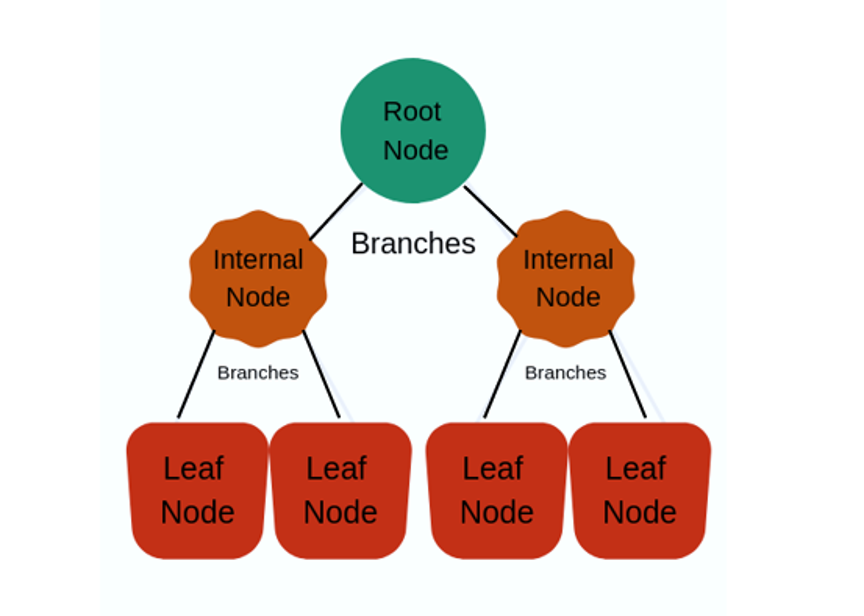 Root
Node
Branches
Internal
Node
Internal
Node
Branches
Branches
Leaf
Node
Leaf
Node
Leaf
Node
Leaf
Node